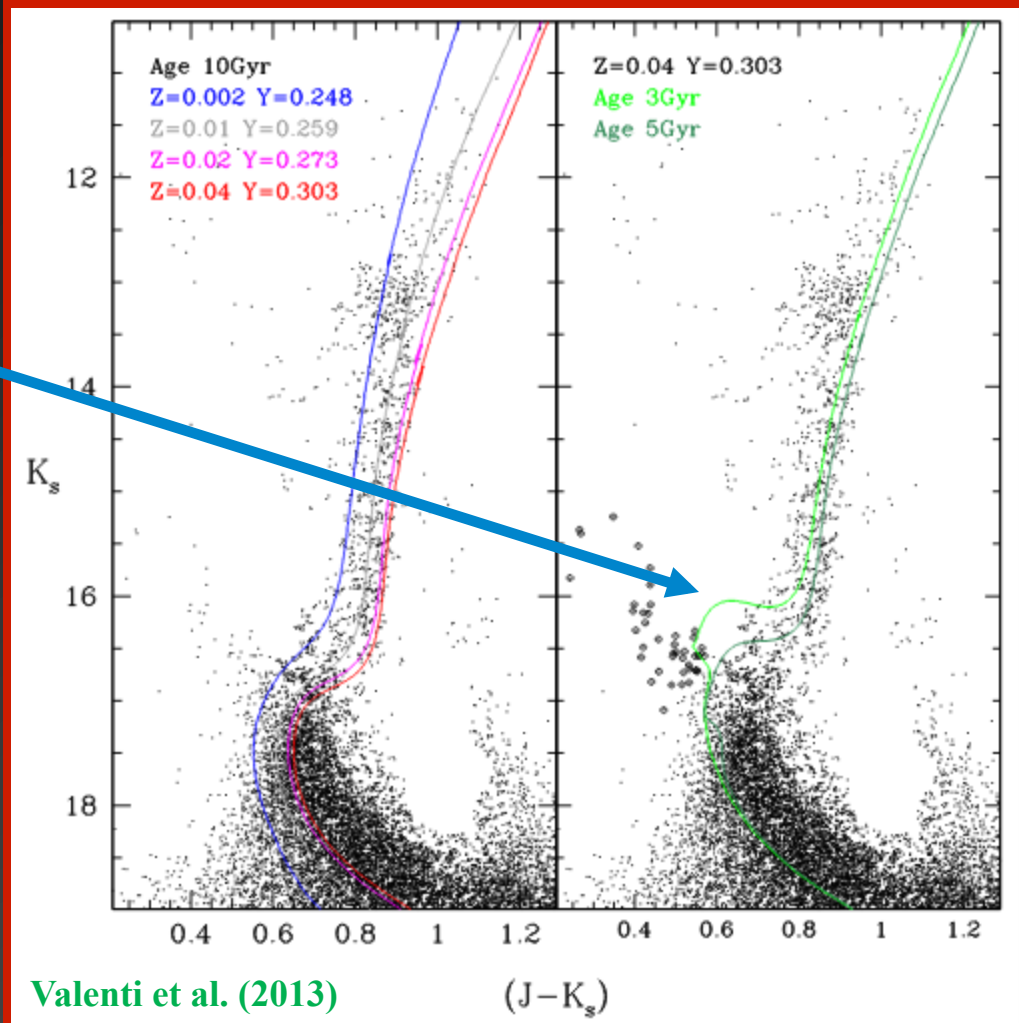 Age 10Gyr
Z=0.002 Y=0.248
Z=0.01 Y=0.259
Z=0.02 Y=0.273
Z=0.04 Y=0.303
Z=0.04 Y=0.303
Age 3Gyr
Age 5Gyr
12
14
Ks
16
18
0.4 0.6 0.8 1 1.2
0.4 0.6 0.8 1 1.2
Valenti et al. (2013)
(J−Ks)